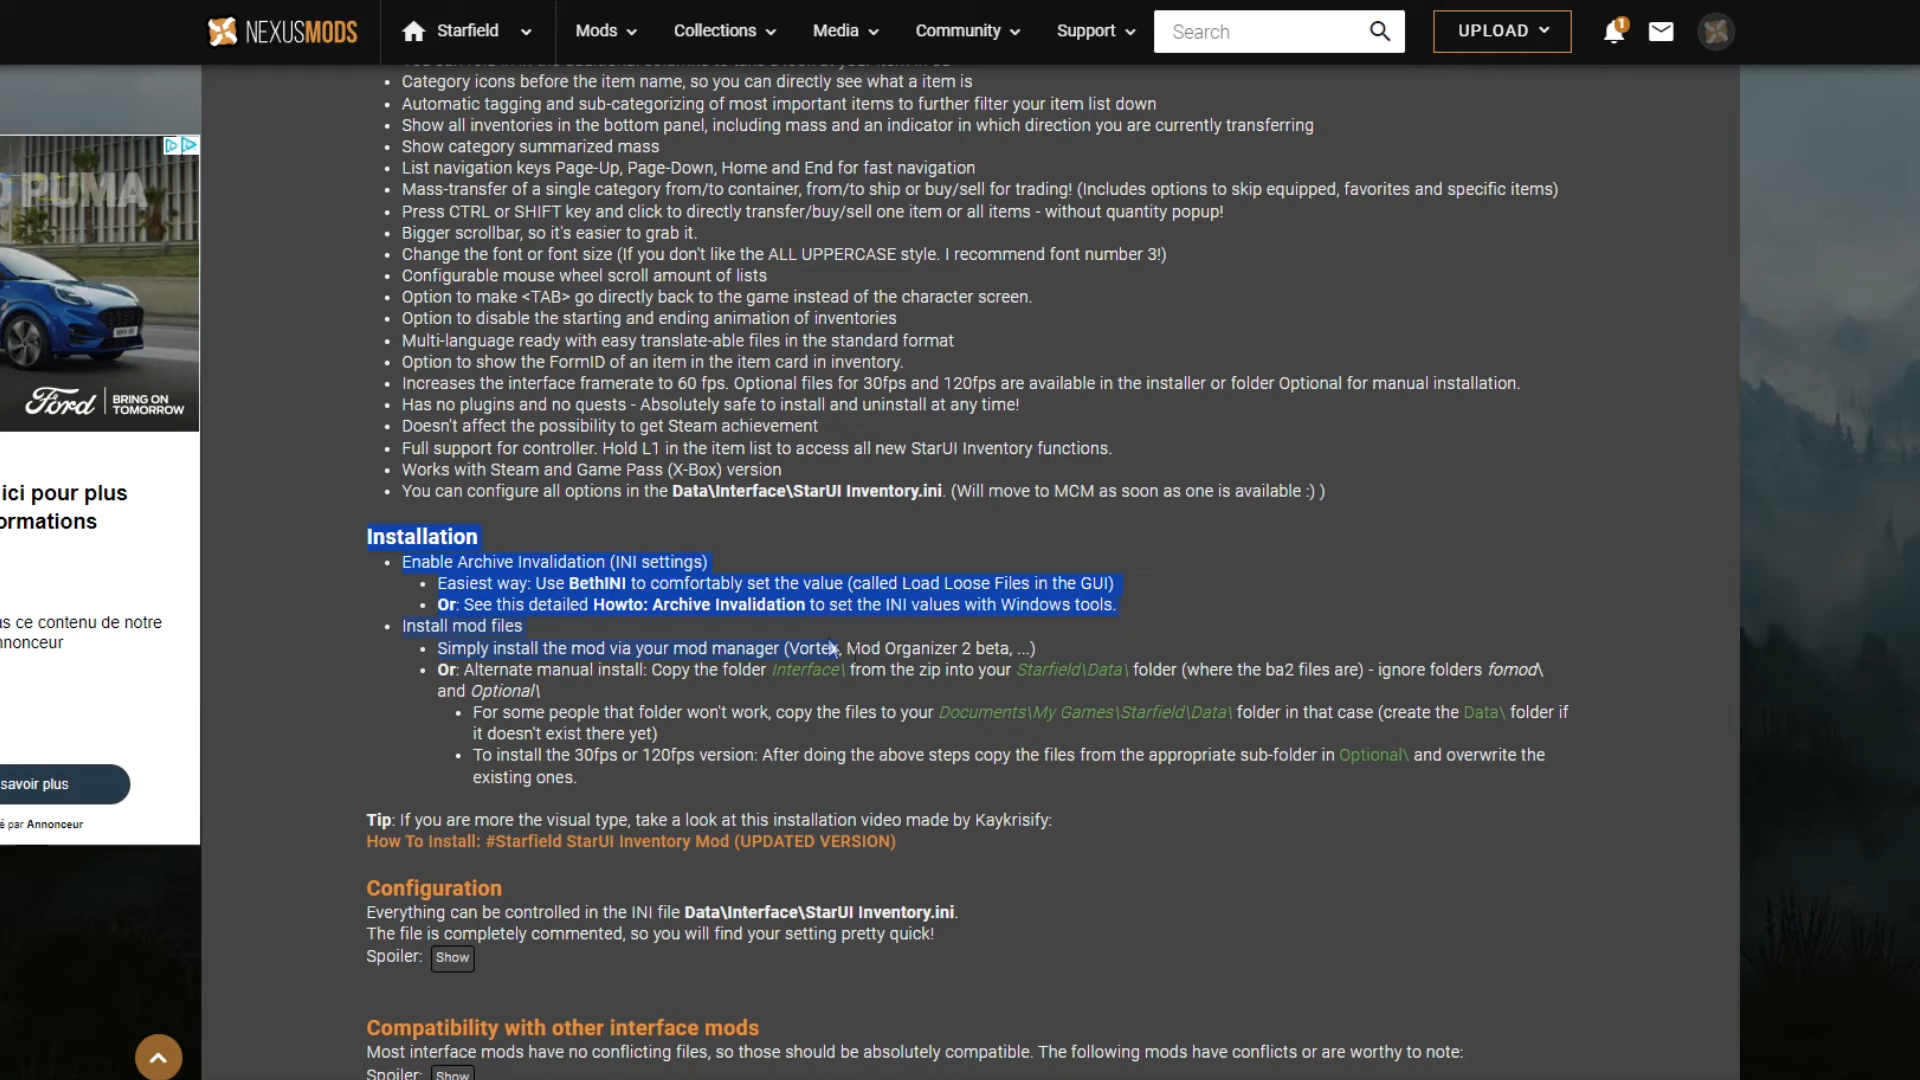 NEXUSMODS Starfield Mods Collections Media Community Support Search UPLOAD 1
• Category icons before the item name, so you can directly see what a item is
• Automatic tagging and sub-categorizing of most important items to further filter your item list down
• Show all inventories in the bottom panel, including mass and an indicator in which direction you are currently transferring
• Show category summarized mass
• List navigation keys Page-Up, Page-Down, Home and End for fast navigation
• Mass-transfer of a single category from/to container, from/to ship or buy/sell for trading! (Includes options to skip equipped, favorites and specific items)
• Press CTRL or SHIFT key and click to directly transfer/buy/sell one item or all items - without quantity popup!
• Bigger scrollbar, so it's easier to grab it.
• Change the font or font size (If you don't like the ALL UPPERCASE style. I recommend font number 3!)
• Configurable mouse wheel scroll amount of lists
• Option to make <TAB> go directly back to the game instead of the character screen.
• Option to disable the starting and ending animation of inventories
• Multi-language ready with easy translate-able files in the standard format
• Option to show the FormID of an item in the item card in inventory.
• Increases the interface framerate to 60 fps. Optional files for 30fps and 120fps are available in the installer or folder Optional for manual installation.
• Has no plugins and no quests - Absolutely safe to install and uninstall at any time!
• Doesn't affect the possibility to get Steam achievement
• Full support for controller. Hold L1 in the item list to access all new StarUI Inventory functions.
• Works with Steam and Game Pass (X-Box) version
• You can configure all options in the Data\Interface\StarUI Inventory.ini. (Will move to MCM as soon as one is available :) )
Installation
• Enable Archive Invalidation (INI settings)
• Easiest way: Use BethINI to comfortably set the value (called Load Loose Files in the GUI)
• Or: See this detailed Howto: Archive Invalidation to set the INI values with Windows tools.
• Install mod files
• Simply install the mod via your mod manager (Vortex, Mod Organizer 2 beta, ...)
• Or: Alternate manual install: Copy the folder Interface\ from the zip into your Starfield\Data\ folder (where the ba2 files are) - ignore folders fomod\
and Optional\
• For some people that folder won't work, copy the files to your Documents\My Games\Starfield\Data\ folder in that case (create the Data\ folder if
it doesn't exist there yet)
• To install the 30fps or 120fps version: After doing the above steps copy the files from the appropriate sub-folder in Optional\ and overwrite the
existing ones.
Tip: If you are more the visual type, take a look at this installation video made by Kaykrisify:
How To Install: #Starfield StarUI Inventory Mod (UPDATED VERSION)
Configuration
Everything can be controlled in the INI file Data\Interface\StarUI Inventory.ini.
The file is completely commented, so you will find your setting pretty quick!
Spoiler: Show
Compatibility with other interface mods
Most interface mods have no conflicting files, so those should be absolutely compatible. The following mods have conflicts or are worthy to note:
Spoiler: Show
PUMA
Ford BRING ON
TOMORROW
ici pour plus
ormations
as ce contenu de notre
nnonceur
savoir plus
é par Annonceur